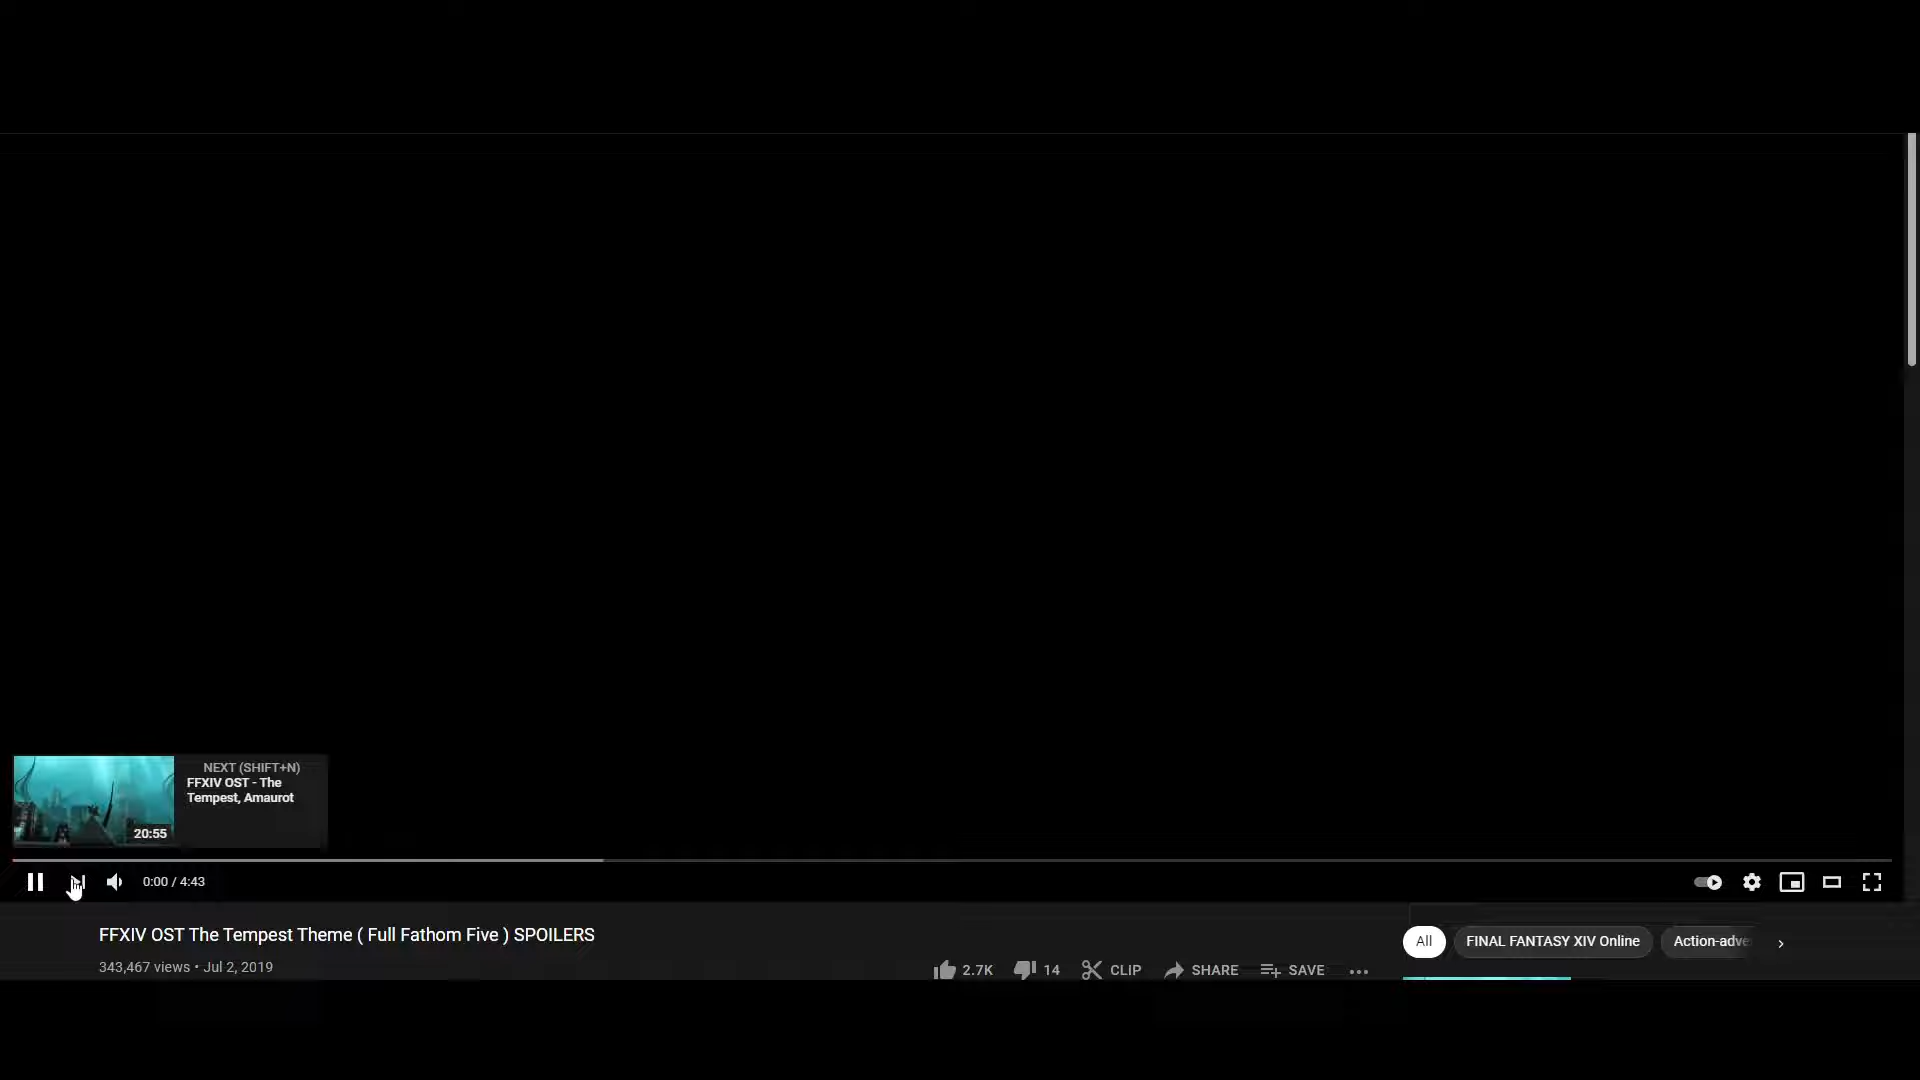 NEXT (SHIFT+N)
FFXIV OST - The
Tempest, Amaurot
20:55
0:00 / 4:43
FFXIV OST The Tempest Theme ( Full Fathom Five ) SPOILERS
343,467 views • Jul 2, 2019
2.7K
14
CLIP
SHARE
SAVE
All
FINAL FANTASY XIV Online
Action-adve